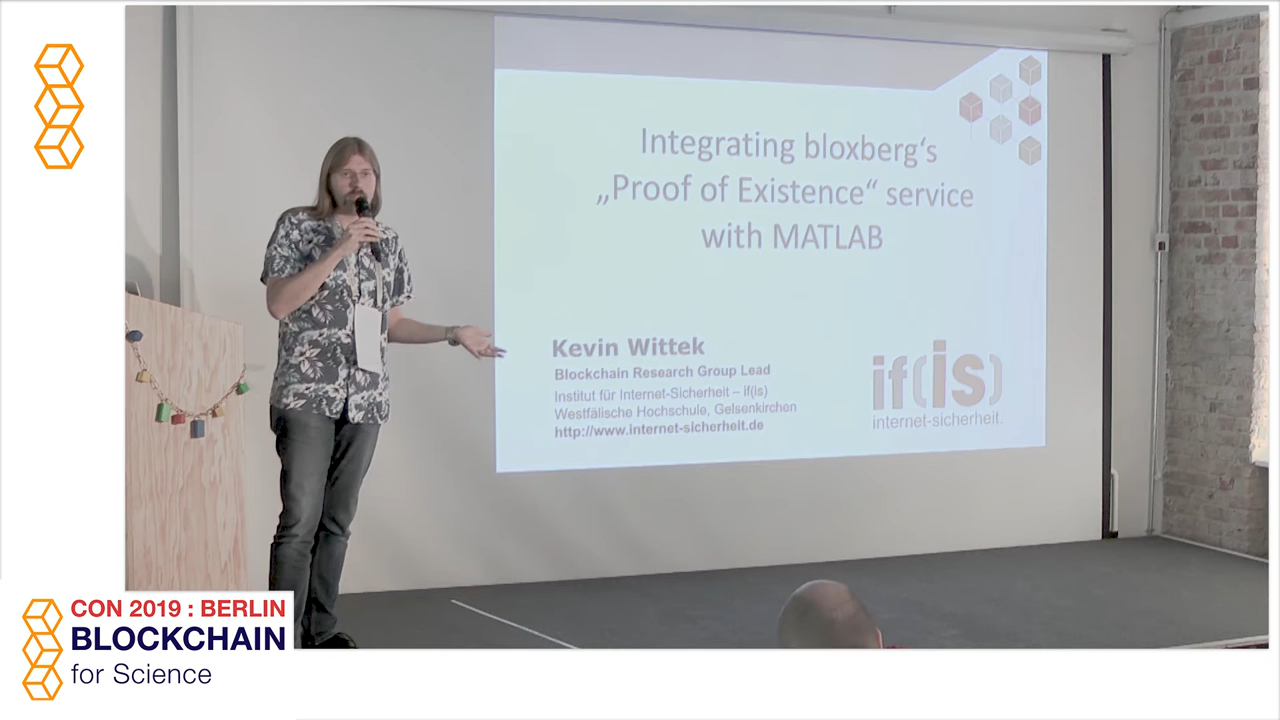 Integrating bloxberg‘s
„Proof of Existence“ service
with MATLAB
Kevin Wittek
Blockchain Research Group Lead
Institut für Internet-Sicherheit – if(is)
Westfälische Hochschule, Gelsenkirchen
http://www.internet-sicherheit.de
if(is)
internet-sicherheit.
CON 2019 : BERLIN
BLOCKCHAIN
for Science